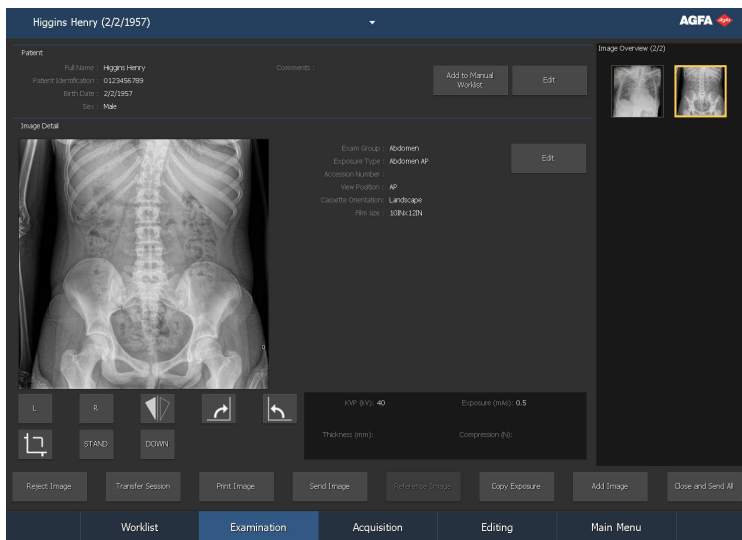 Higgins Henry (2/2/1957)
AGFA
Patient
Full Name : Higgins Henry
Patient Identification : 0123456789
Birth Date : 2/2/1957
Sex : Male
Comments :
Add to Manual
Worklist
Edit
Image Overview (2/2)
Image Detail
Exam Group : Abdomen
Exposure Type : Abdomen AP
Accession Number :
View Position : AP
Cassette Orientation : Landscape
Film size : 10INx12IN
Edit
L
R
STAND
DOWN
KVP (kV): 40
Exposure (mAs): 0.5
Thickness (mm):
Compression (N):
Reject Image
Transfer Session
Print Image
Send Image
Reference Image
Copy Exposure
Add Image
Close and Send All
Worklist
Examination
Acquisition
Editing
Main Menu